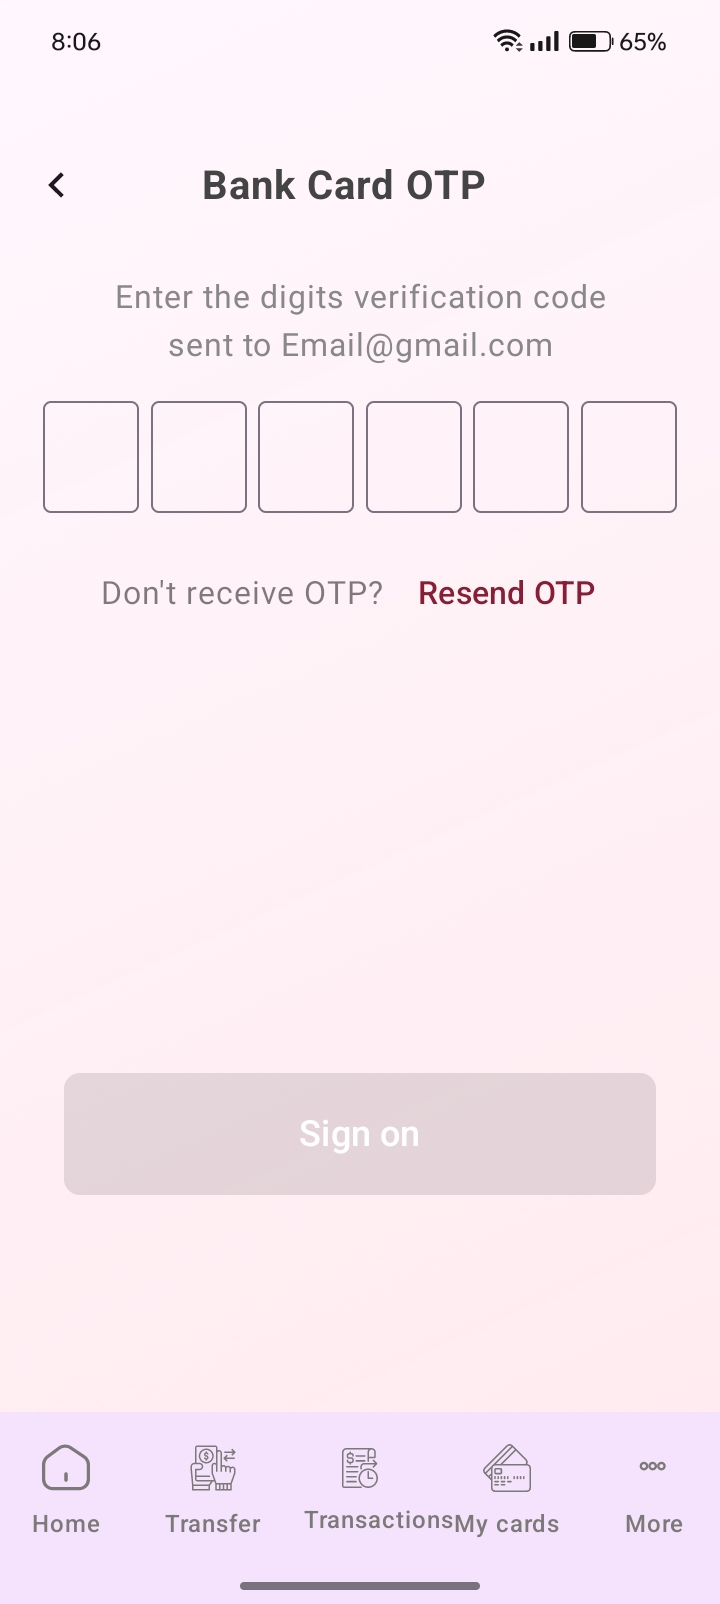 8:06 65%
Bank Card OTP
Enter the digits verification code
sent to Email@gmail.com
Don't receive OTP? Resend OTP
Sign on
Home Transfer Transactions My cards More